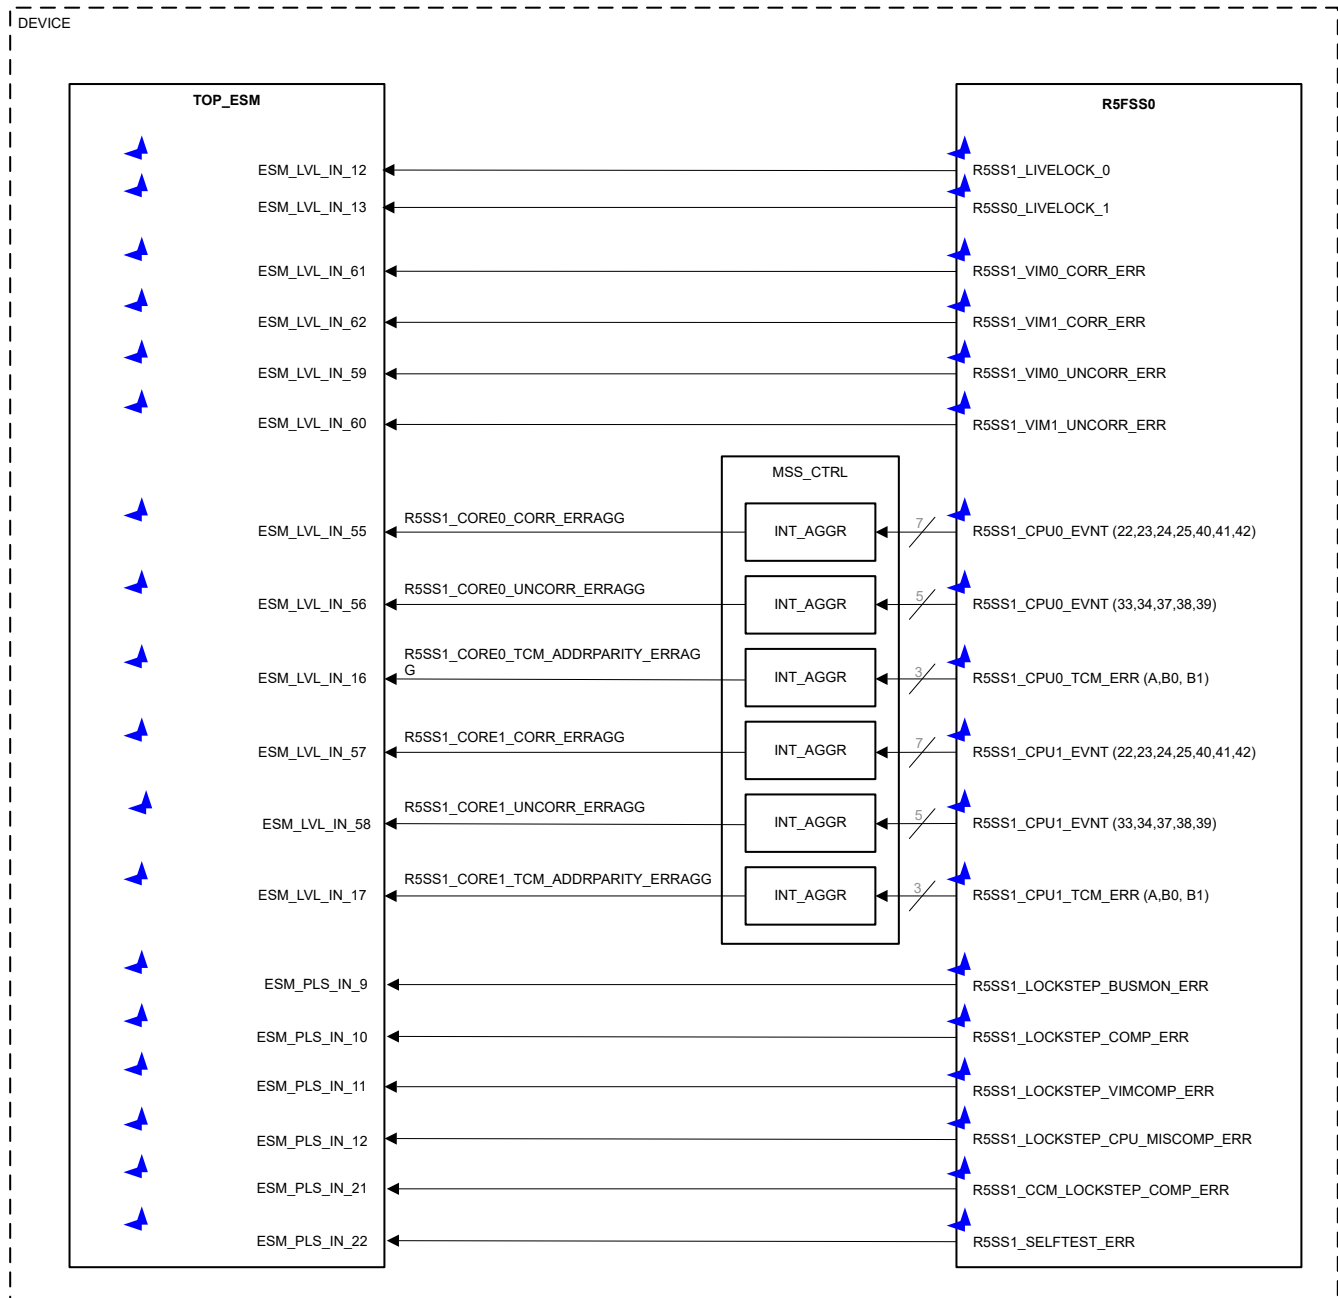 DEVICE
TOP_ESM
R5FSS0
ESM_LVL_IN_12
R5SS1_LIVELOCK_0
ESM_LVL_IN_13
R5SS0_LIVELOCK_1
ESM_LVL_IN_61
R5SS1_VIM0_CORR_ERR
ESM_LVL_IN_62
R5SS1_VIM1_CORR_ERR
ESM_LVL_IN_59
R5SS1_VIM0_UNCORR_ERR
ESM_LVL_IN_60
R5SS1_VIM1_UNCORR_ERR
MSS_CTRL
ESM_LVL_IN_55
R5SS1_CORE0_CORR_ERRAGG
INT_AGGR
7
R5SS1_CPU0_EVNT (22,23,24,25,40,41,42)
ESM_LVL_IN_56
R5SS1_CORE0_UNCORR_ERRAGG
INT_AGGR
5
R5SS1_CPU0_EVNT (33,34,37,38,39)
ESM_LVL_IN_16
R5SS1_CORE0_TCM_ADDRPARITY_ERRAG
G
INT_AGGR
3
R5SS1_CPU0_TCM_ERR (A,B0, B1)
ESM_LVL_IN_57
R5SS1_CORE1_CORR_ERRAGG
INT_AGGR
7
R5SS1_CPU1_EVNT (22,23,24,25,40,41,42)
ESM_LVL_IN_58
R5SS1_CORE1_UNCORR_ERRAGG
INT_AGGR
5
R5SS1_CPU1_EVNT (33,34,37,38,39)
ESM_LVL_IN_17
R5SS1_CORE1_TCM_ADDRPARITY_ERRAGG
INT_AGGR
3
R5SS1_CPU1_TCM_ERR (A,B0, B1)
ESM_PLS_IN_9
R5SS1_LOCKSTEP_BUSMON_ERR
ESM_PLS_IN_10
R5SS1_LOCKSTEP_COMP_ERR
ESM_PLS_IN_11
R5SS1_LOCKSTEP_VIMCOMP_ERR
ESM_PLS_IN_12
R5SS1_LOCKSTEP_CPU_MISCOMP_ERR
ESM_PLS_IN_21
R5SS1_CCM_LOCKSTEP_COMP_ERR
ESM_PLS_IN_22
R5SS1_SELFTEST_ERR